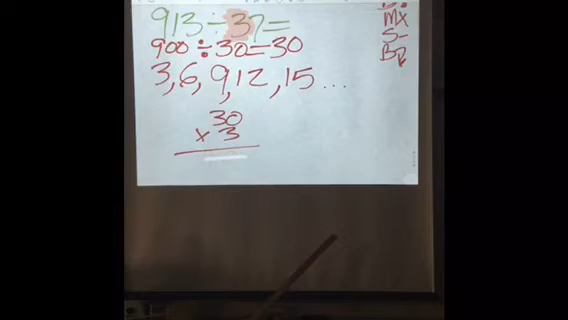 913÷37=
900÷30=30
3,6,9,12,15...
30
x 3
÷
Mx
S-
B↓